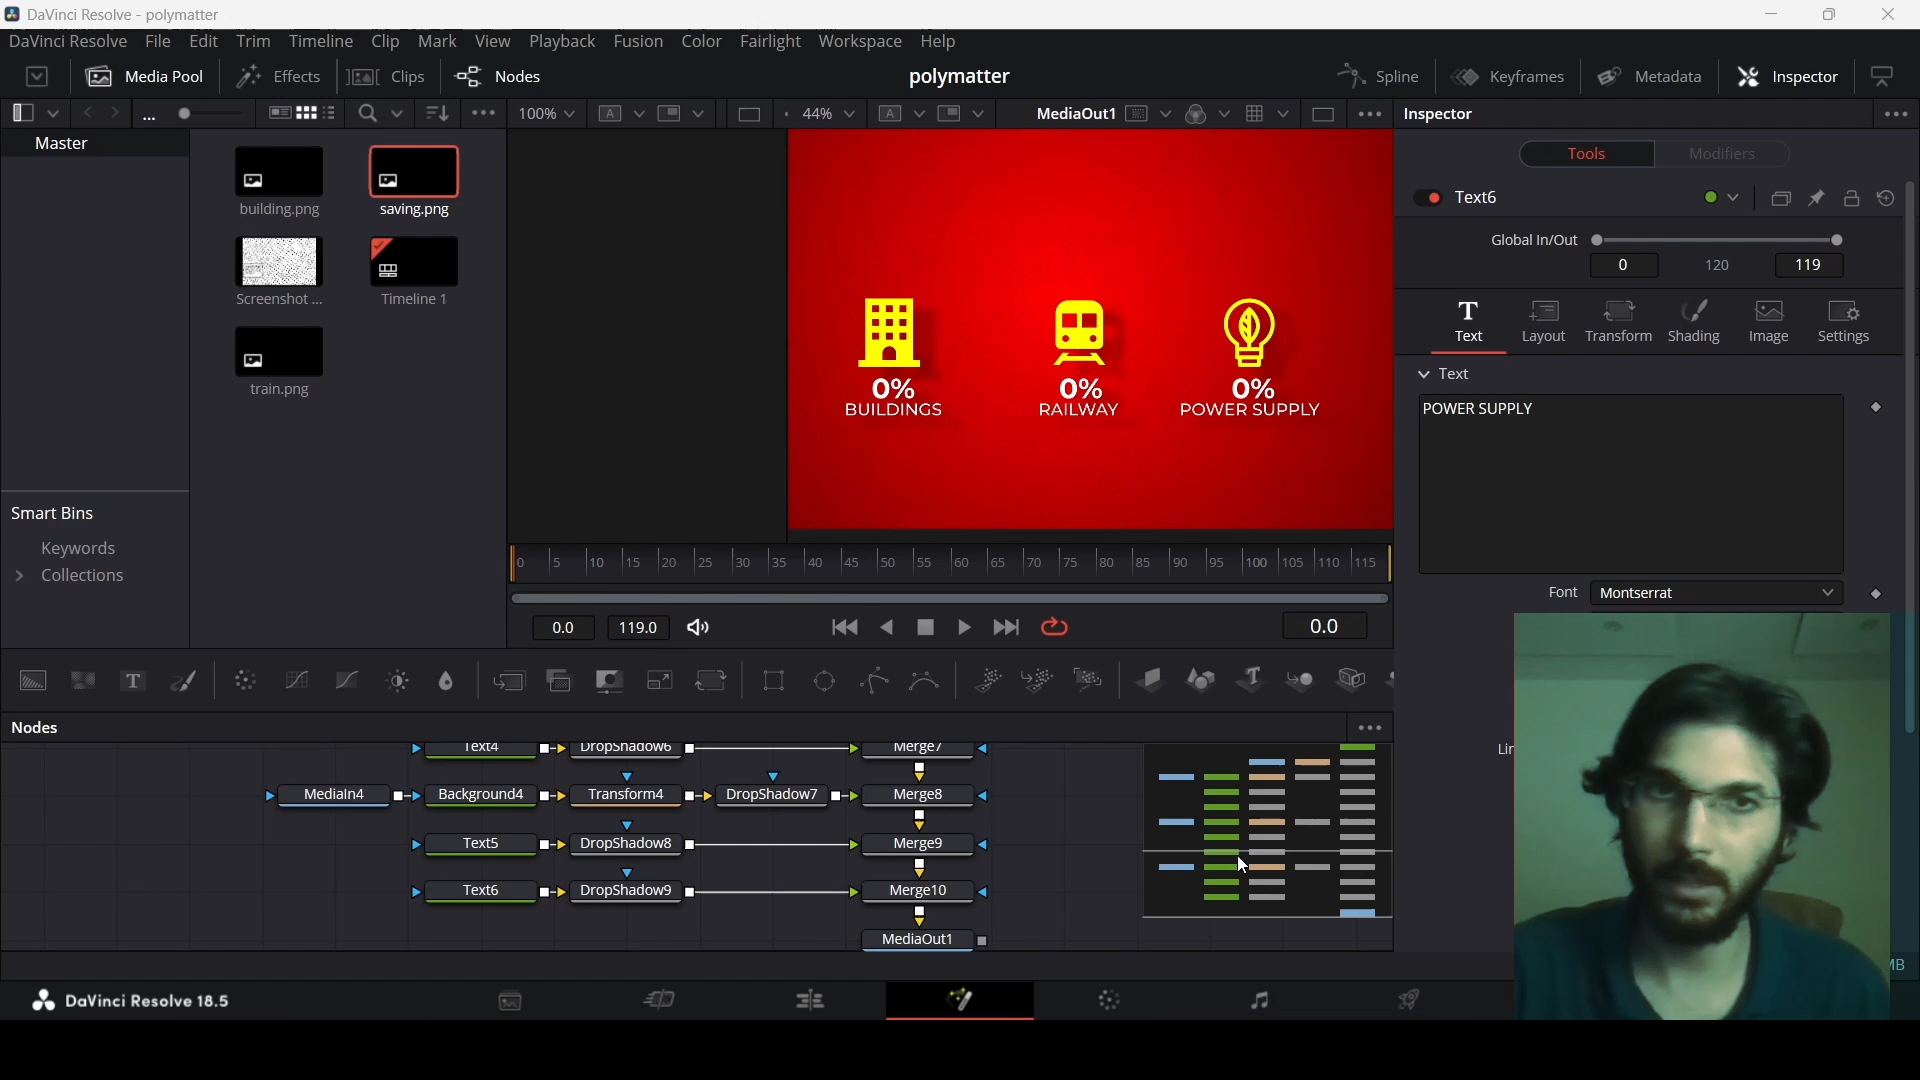 DaVinci Resolve - polymatter
DaVinci Resolve File Edit Trim Timeline Clip Mark View Playback Fusion Color Fairlight Workspace Help
Media Pool Effects Clips Nodes polymatter Spline Keyframes Metadata Inspector
... 100% A 44% A MediaOut1 Inspector
Master
building.png saving.png
Screenshot ... Timeline 1
train.png
Smart Bins
Keywords
Collections
0% 0% 0%
BUILDINGS RAILWAY POWER SUPPLY
Tools Modifiers
Text6
Global In/Out
0 120 119
T
Text Layout Transform Shading Image Settings
Text
POWER SUPPLY
Font Montserrat
0 5 10 15 20 25 30 35 40 45 50 55 60 65 70 75 80 85 90 95 100 105 110 115
0.0 119.0 0.0
T T
Nodes
Text4 DropShadow6 Merge7
MediaIn4 Background4 Transform4 DropShadow7 Merge8
Text5 DropShadow8 Merge9
Text6 DropShadow9 Merge10
MediaOut1
Lin
MB
DaVinci Resolve 18.5